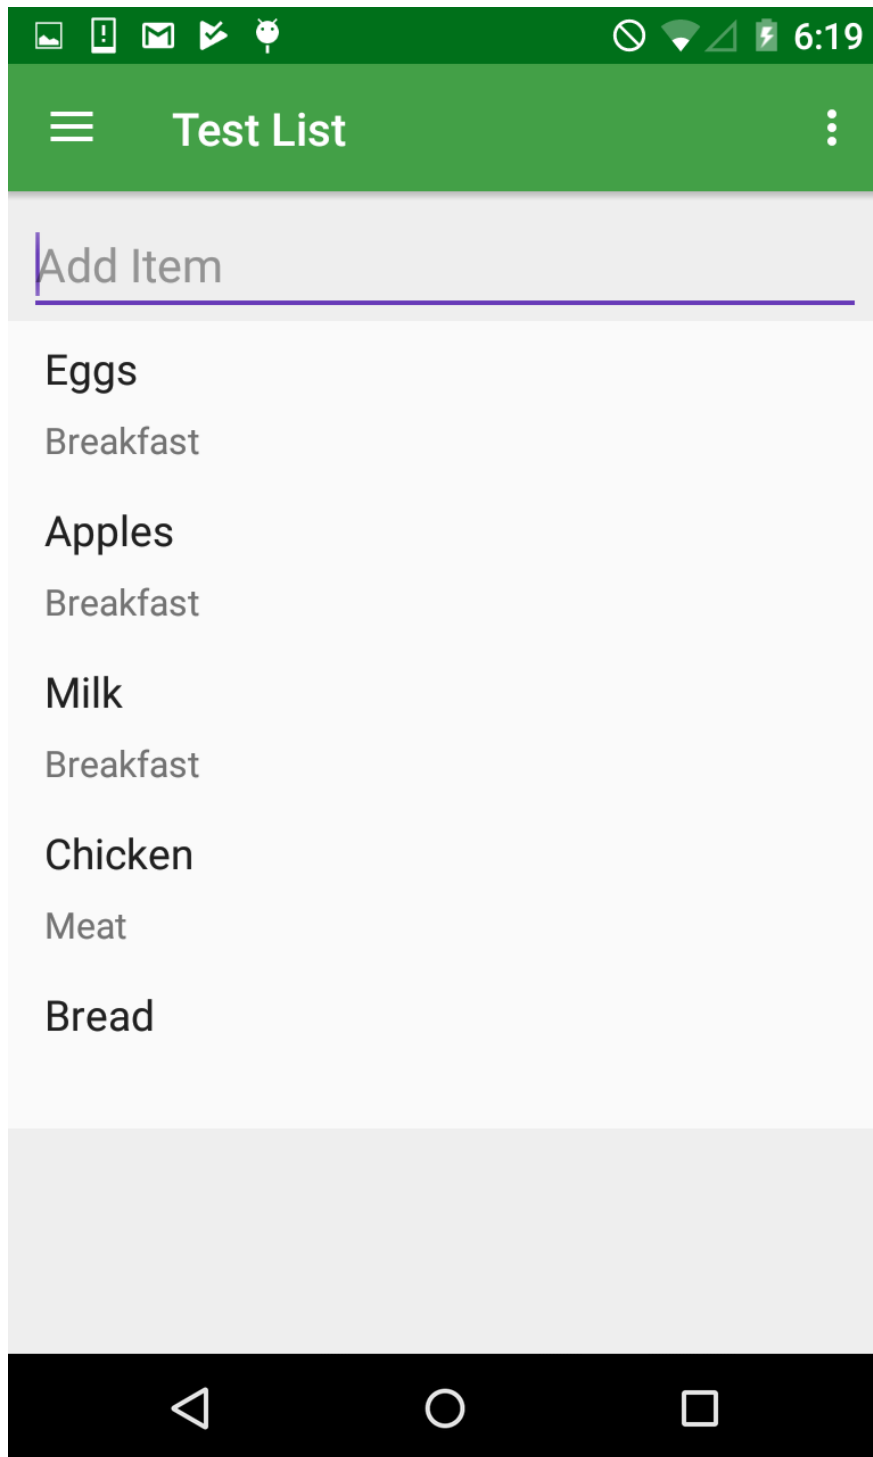 6:19
Test List
Add Item
Eggs
Breakfast
Apples
Breakfast
Milk
Breakfast
Chicken
Meat
Bread